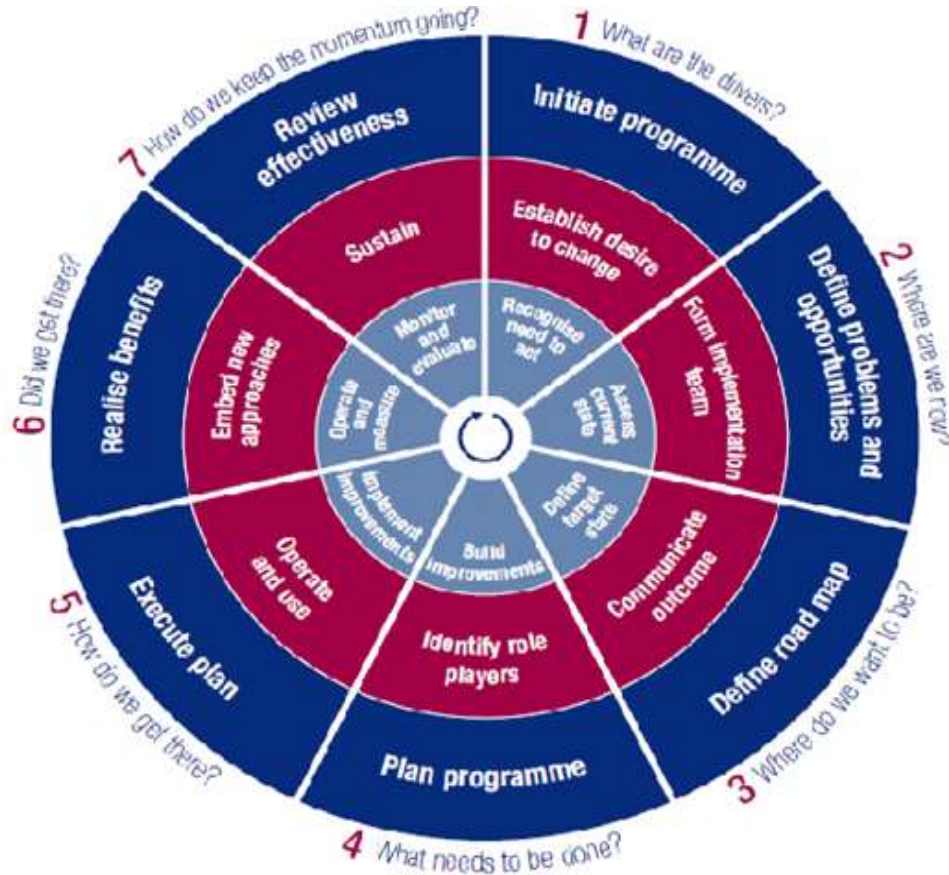 1 What are the drivers?
Initiate programme
Establish desire
to change
Recognise
need to
act
2 Where are we now?
Define problems and
opportunities
Form implementation
team
Assess
current
state
3 Where do we want to be?
Define road map
Communicate
outcome
Define
target
state
4 What needs to be done?
Plan programme
Identify role
players
Build
improvements
5 How do we get there?
Execute plan
Operate
and use
Implement
improvements
6 Did we get there?
Realise benefits
Embed new
approaches
Operate
and
measure
7 How do we keep the momentum going?
Review
effectiveness
Sustain
Monitor
and
evaluate